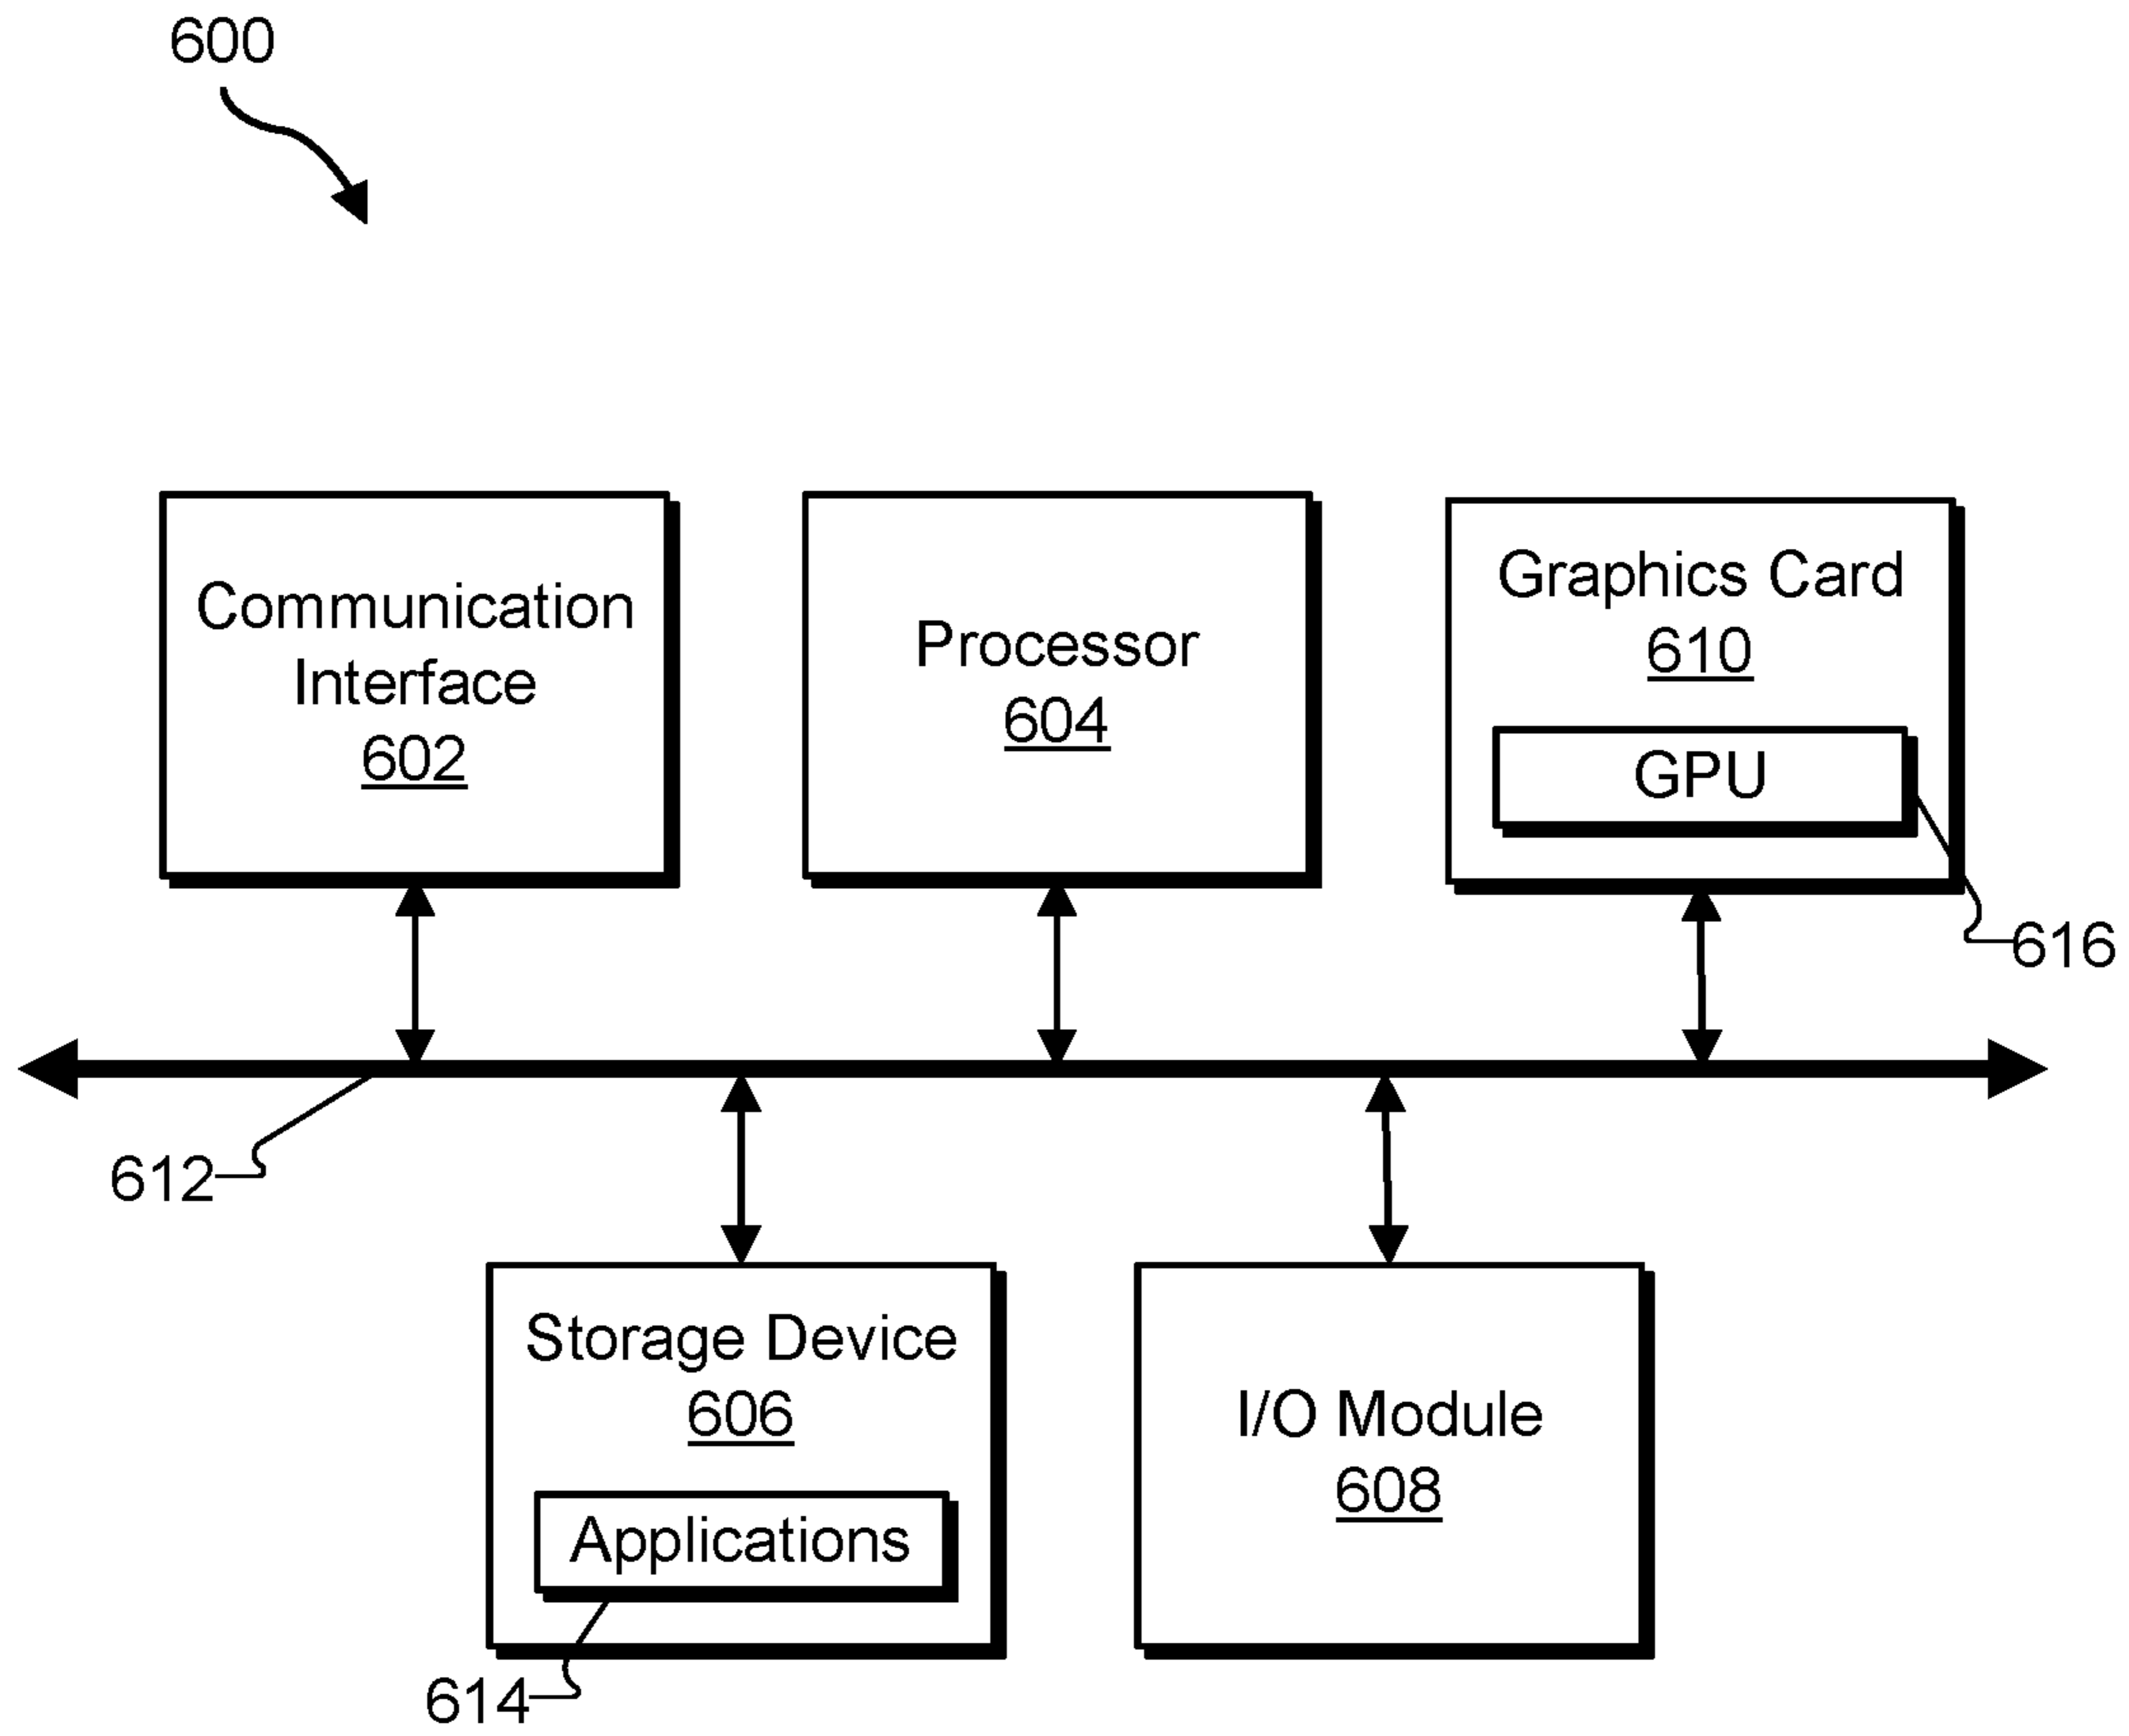 600
Communication
Interface
602
Processor
604
Graphics Card
610
GPU
616
612
Storage Device
606
Applications
614
I/O Module
608